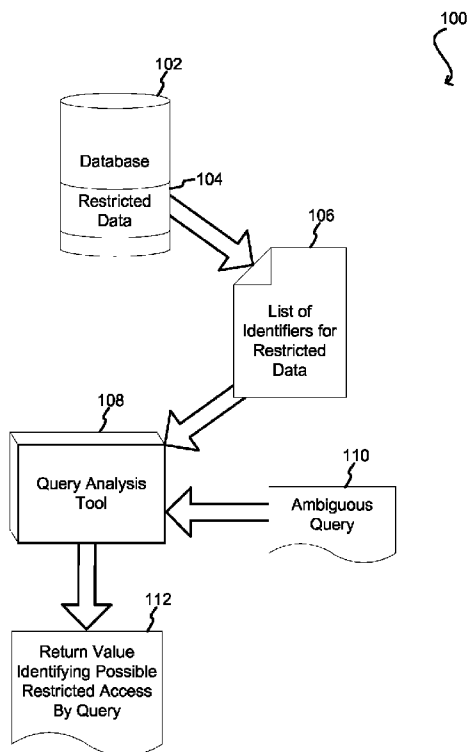 100
102
Database
104
Restricted
Data
106
List of
Identifiers for
Restricted
Data
108
Query Analysis
Tool
110
Ambiguous
Query
112
Return Value
Identifying Possible
Restricted Access
By Query